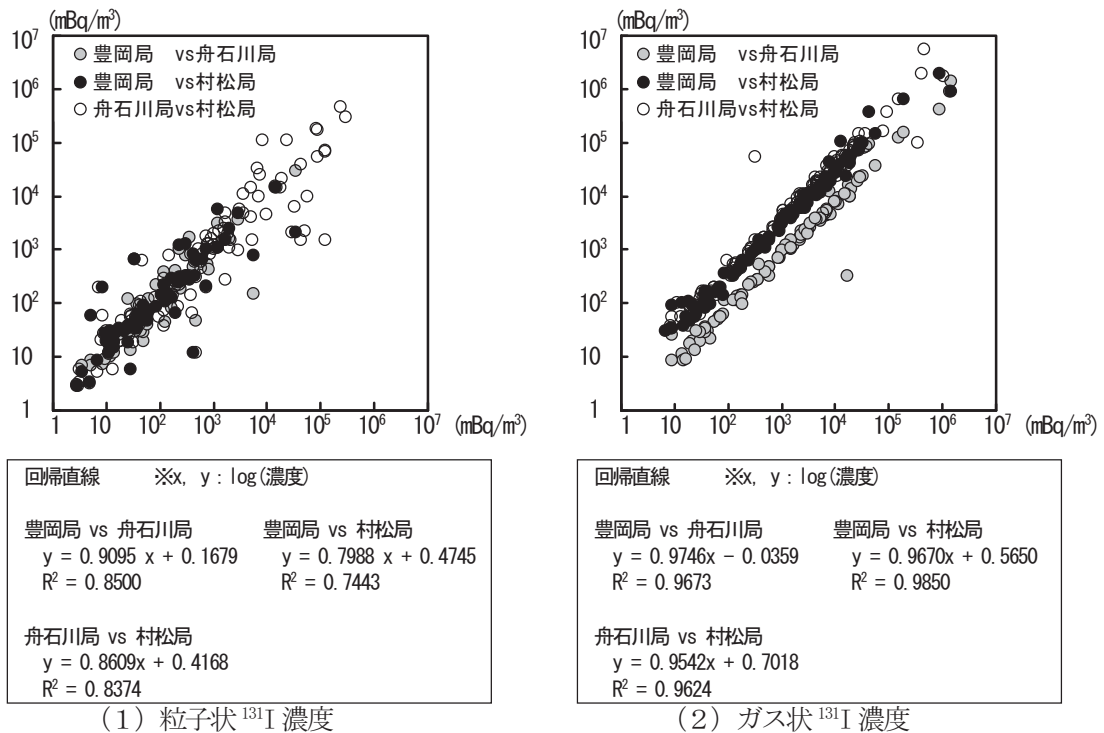 (mBq/m³)
10⁷
10⁶
10⁵
10⁴
10³
10²
10
1
豊岡局 vs舟石川局
豊岡局 vs村松局
舟石川局vs村松局
1 10 10² 10³ 10⁴ 10⁵ 10⁶ 10⁷ (mBq/m³)
回帰直線 ※x, y : log(濃度)
豊岡局 vs 舟石川局 豊岡局 vs 村松局
y = 0.9095 x + 0.1679 y = 0.7988 x + 0.4745
R² = 0.8500 R² = 0.7443
舟石川局 vs 村松局
y = 0.8609x + 0.4168
R² = 0.8374
(1) 粒子状 ¹³¹I 濃度
(mBq/m³)
10⁷
10⁶
10⁵
10⁴
10³
10²
10
1
豊岡局 vs舟石川局
豊岡局 vs村松局
舟石川局vs村松局
1 10 10² 10³ 10⁴ 10⁵ 10⁶ 10⁷ (mBq/m³)
回帰直線 ※x, y : log(濃度)
豊岡局 vs 舟石川局 豊岡局 vs 村松局
y = 0.9746x − 0.0359 y = 0.9670x + 0.5650
R² = 0.9673 R² = 0.9850
舟石川局 vs 村松局
y = 0.9542x + 0.7018
R² = 0.9624
(2) ガス状 ¹³¹I 濃度